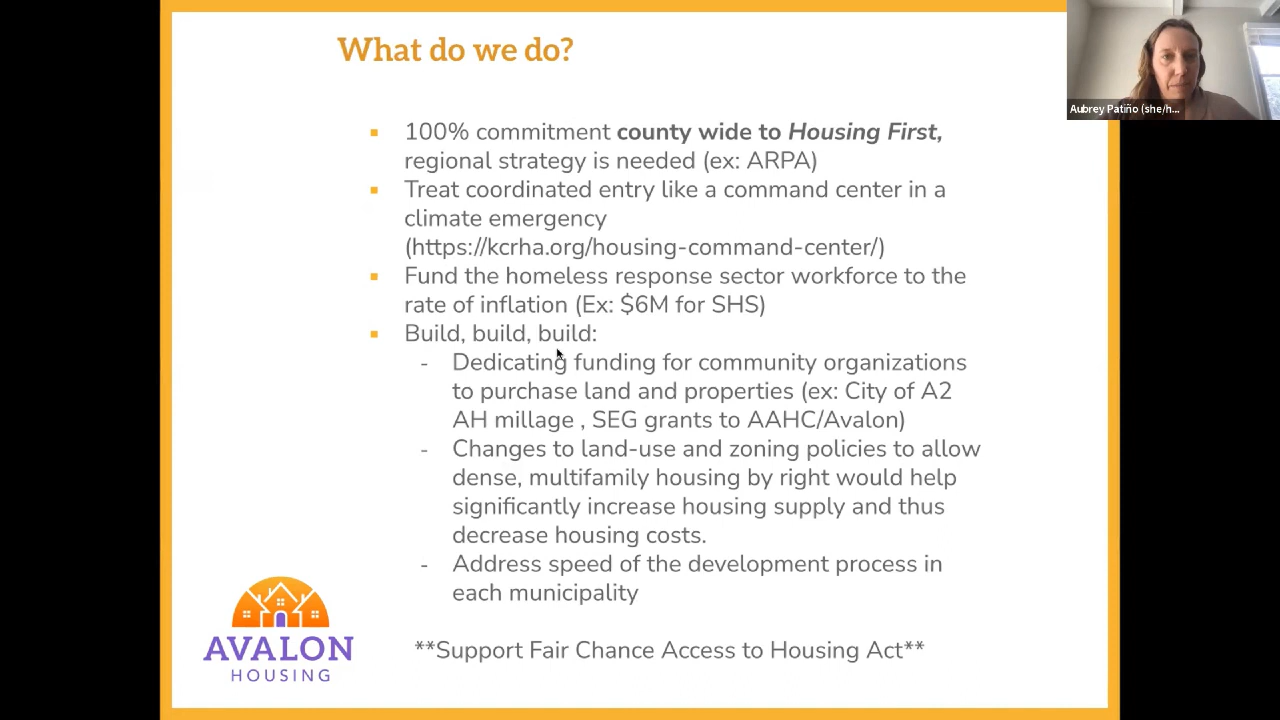 What do we do?
Aubrey Patiño (she/h...
100% commitment county wide to Housing First,
regional strategy is needed (ex: ARPA)
Treat coordinated entry like a command center in a
climate emergency
(https://kcrha.org/housing-command-center/)
Fund the homeless response sector workforce to the
rate of inflation (Ex: $6M for SHS)
Build, build, build:
- Dedicating funding for community organizations
to purchase land and properties (ex: City of A2
AH millage , SEG grants to AAHC/Avalon)
- Changes to land-use and zoning policies to allow
dense, multifamily housing by right would help
significantly increase housing supply and thus
decrease housing costs.
- Address speed of the development process in
each municipality
**Support Fair Chance Access to Housing Act**
AVALON
HOUSING